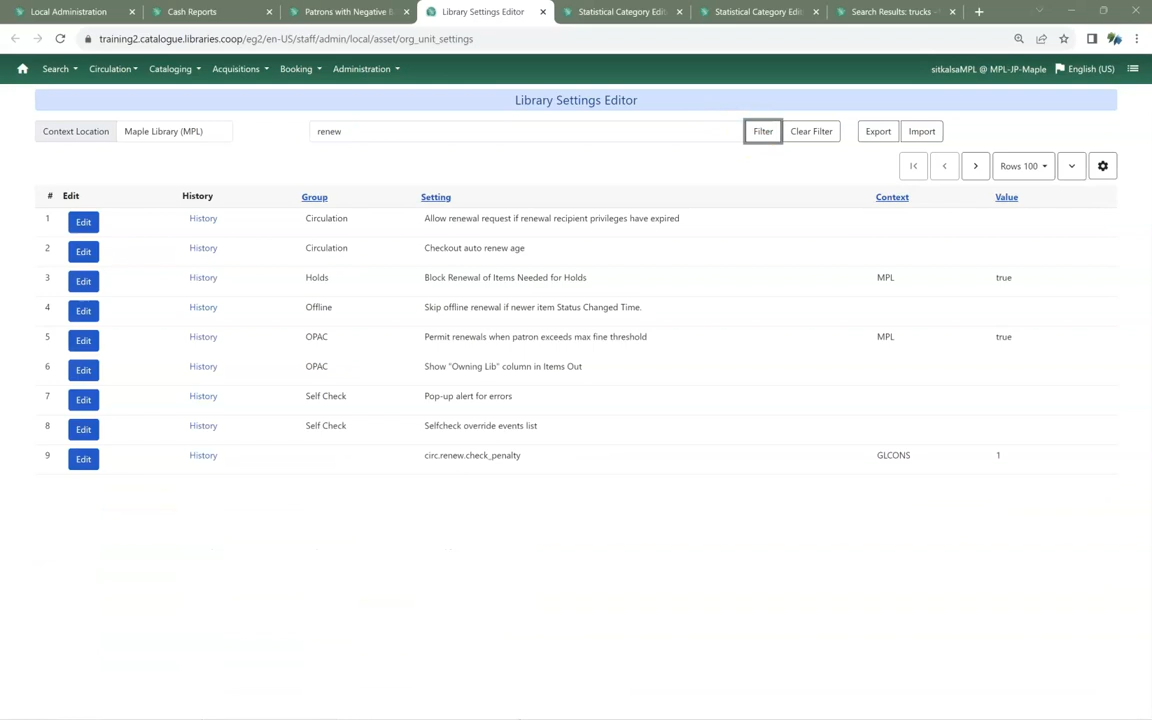 Local Administration
Cash Reports
Patrons with Negative B
Library Settings Editor
Statistical Category Edit
Statistical Category Edit
Search Results: trucks -
training2.catalogue.libraries.coop/eg2/en-US/staff/admin/local/asset/org_unit_settings
Search Circulation Cataloging Acquisitions Booking Administration
sitkalsaMPL @ MPL-JP-Maple English (US)
Library Settings Editor
Context Location Maple Library (MPL) renew Filter Clear Filter Export Import
Rows 100
# Edit History Group Setting Context Value
1 Edit History Circulation Allow renewal request if renewal recipient privileges have expired
2 Edit History Circulation Checkout auto renew age
3 Edit History Holds Block Renewal of Items Needed for Holds MPL true
4 Edit History Offline Skip offline renewal if newer item Status Changed Time.
5 Edit History OPAC Permit renewals when patron exceeds max fine threshold MPL true
6 Edit History OPAC Show "Owning Lib" column in Items Out
7 Edit History Self Check Pop-up alert for errors
8 Edit History Self Check Selfcheck override events list
9 Edit History circ.renew.check_penalty GLCONS 1